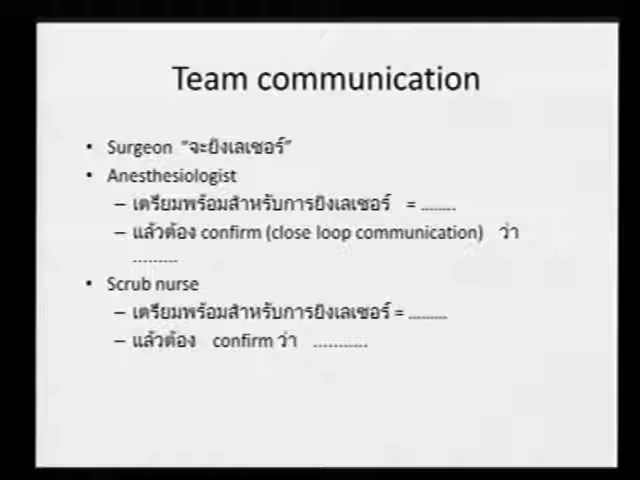 Team communication
• Surgeon "จะยิงเลเซอร์"
• Anesthesiologist
– เตรียมพร้อมสำหรับการยิงเลเซอร์ = ........
– แล้วต้อง confirm (close loop communication) ว่า
..........
• Scrub nurse
– เตรียมพร้อมสำหรับการยิงเลเซอร์ = .........
– แล้วต้อง confirm ว่า ...........